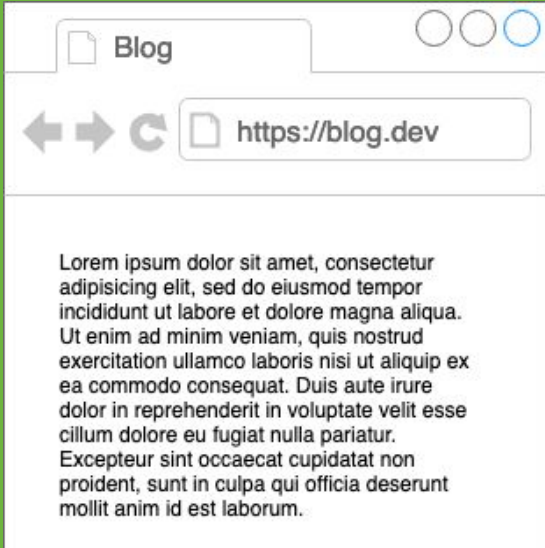 Blog
https://blog.dev
Lorem ipsum dolor sit amet, consectetur
adipisicing elit, sed do eiusmod tempor
incididunt ut labore et dolore magna aliqua.
Ut enim ad minim veniam, quis nostrud
exercitation ullamco laboris nisi ut aliquip ex
ea commodo consequat. Duis aute irure
dolor in reprehenderit in voluptate velit esse
cillum dolore eu fugiat nulla pariatur.
Excepteur sint occaecat cupidatat non
proident, sunt in culpa qui officia deserunt
mollit anim id est laborum.